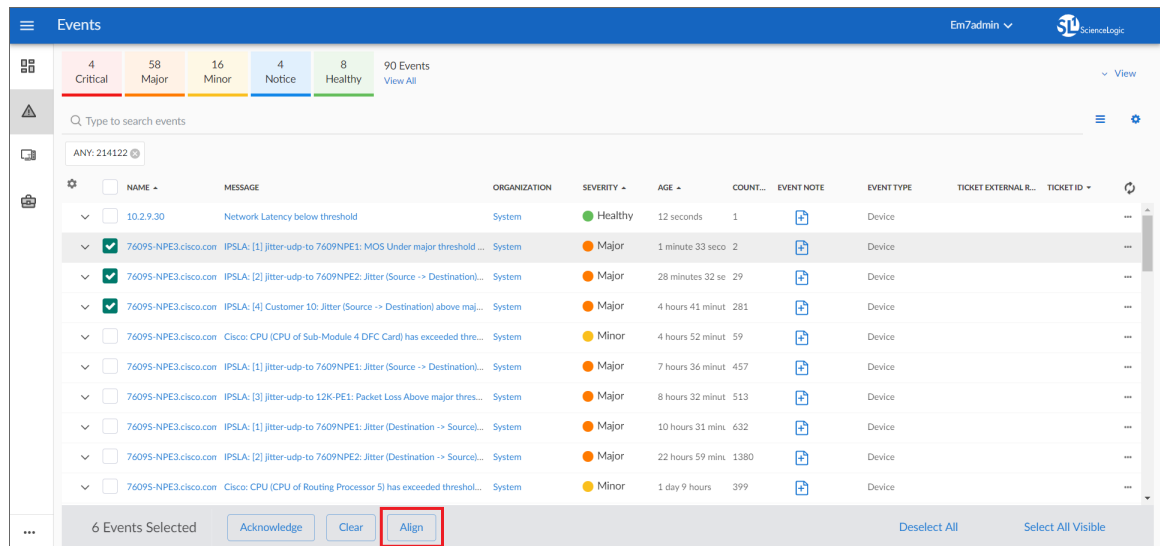 Events
Em7admin
SL ScienceLogic
4 Critical
58 Major
16 Minor
4 Notice
8 Healthy
90 Events
View All
View
Type to search events
ANY: 214122
NAME MESSAGE ORGANIZATION SEVERITY AGE COUNT... EVENT NOTE EVENT TYPE TICKET EXTERNAL R... TICKET ID
10.2.9.30 Network Latency below threshold System Healthy 12 seconds 1 Device ...
7609S-NPE3.cisco.com IPSLA: [1] jitter-udp-to 7609NPE1: MOS Under major threshold ... System Major 1 minute 33 seco 2 Device ...
7609S-NPE3.cisco.com IPSLA: [2] jitter-udp-to 7609NPE2: Jitter (Source -> Destination)... System Major 28 minutes 32 se 29 Device ...
7609S-NPE3.cisco.com IPSLA: [4] Customer 10: Jitter (Source -> Destination) above maj... System Major 4 hours 41 minut 281 Device ...
7609S-NPE3.cisco.com Cisco: CPU (CPU of Sub-Module 4 DFC Card) has exceeded thre... System Minor 4 hours 52 minut 59 Device ...
7609S-NPE3.cisco.com IPSLA: [1] jitter-udp-to 7609NPE1: Jitter (Source -> Destination)... System Major 7 hours 36 minut 457 Device ...
7609S-NPE3.cisco.com IPSLA: [3] jitter-udp-to 12K-PE1: Packet Loss Above major thres... System Major 8 hours 32 minut 513 Device ...
7609S-NPE3.cisco.com IPSLA: [1] jitter-udp-to 7609NPE1: Jitter (Destination -> Source)... System Major 10 hours 31 minu 632 Device ...
7609S-NPE3.cisco.com IPSLA: [2] jitter-udp-to 7609NPE2: Jitter (Destination -> Source)... System Major 22 hours 59 minu 1380 Device ...
7609S-NPE3.cisco.com Cisco: CPU (CPU of Routing Processor 5) has exceeded threshol... System Minor 1 day 9 hours 399 Device ...
6 Events Selected Acknowledge Clear Align Deselect All Select All Visible